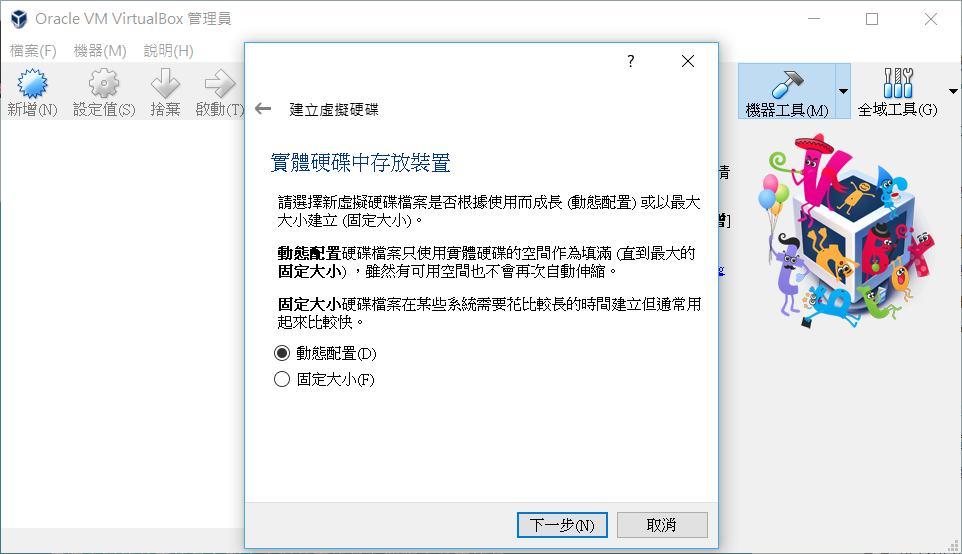 Oracle VM VirtualBox 管理員
檔案(F) 機器(M) 說明(H)
新增(N) 設定值(S) 捨棄 啟動(T)
機器工具(M) 全域工具(G)
?
建立虛擬硬碟
實體硬碟中存放裝置
請選擇新虛擬硬碟檔案是否根據使用而成長 (動態配置) 或以最大
大小建立 (固定大小)。
動態配置硬碟檔案只使用實體硬碟的空間作為填滿 (直到最大的
固定大小) ，雖然有可用空間也不會再次自動伸縮。
固定大小硬碟檔案在某些系統需要花比較長的時間建立但通常用
起來比較快。
動態配置(D)
固定大小(F)
下一步(N) 取消